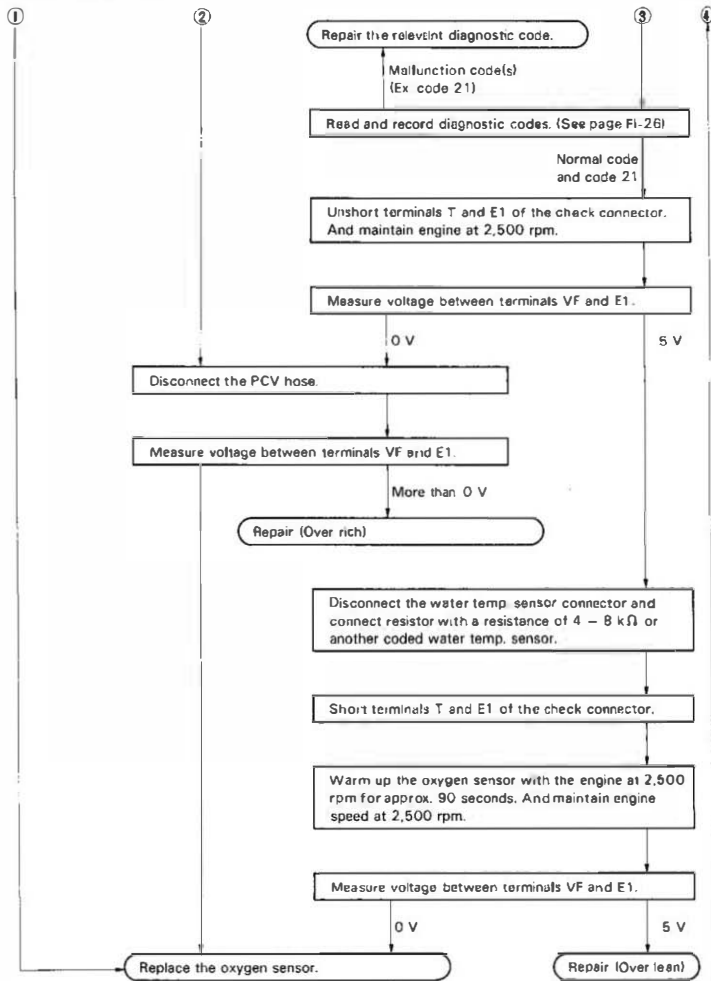 ① ② ③ ④
Repair the relevant diagnostic code.
Malfunction code(s)
(Ex code 21)
Read and record diagnostic codes. (See page FI-26)
Normal code
and code 21
Unshort terminals T and E1 of the check connector.
And maintain engine at 2,500 rpm.
Measure voltage between terminals VF and E1.
0 V
5 V
Disconnect the PCV hose.
Measure voltage between terminals VF and E1.
More than 0 V
Repair (Over rich)
Disconnect the water temp. sensor connector and
connect resistor with a resistance of 4 – 8 kΩ or
another coded water temp. sensor.
Short terminals T and E1 of the check connector.
Warm up the oxygen sensor with the engine at 2,500
rpm for approx. 90 seconds. And maintain engine
speed at 2,500 rpm.
Measure voltage between terminals VF and E1.
0 V
5 V
Replace the oxygen sensor.
Repair (Over lean)